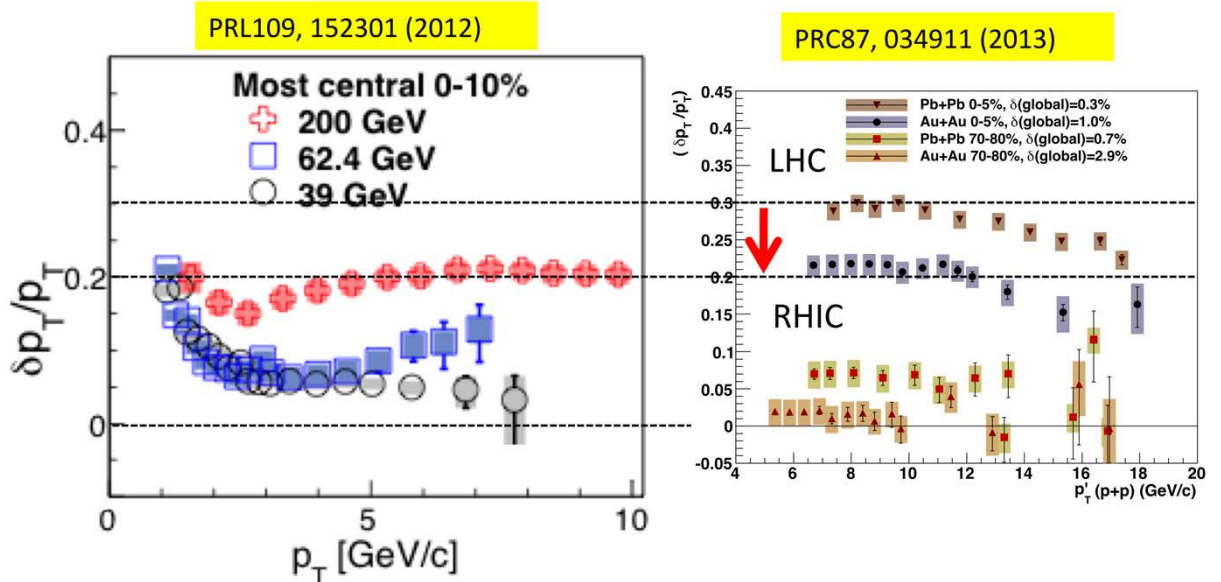 PRL109, 152301 (2012)
Most central 0-10%
200 GeV
62.4 GeV
39 GeV
0.4
0.2
0
δp_T/p_T
0
5
10
p_T [GeV/c]
PRC87, 034911 (2013)
Pb+Pb 0-5%, δ(global)=0.3%
Au+Au 0-5%, δ(global)=1.0%
Pb+Pb 70-80%, δ(global)=0.7%
Au+Au 70-80%, δ(global)=2.9%
LHC
RHIC
(δp_T/p'_T)
0.45
0.4
0.35
0.3
0.25
0.2
0.15
0.1
0.05
0
-0.05
4
6
8
10
12
14
16
18
20
p'_T (p+p) (GeV/c)